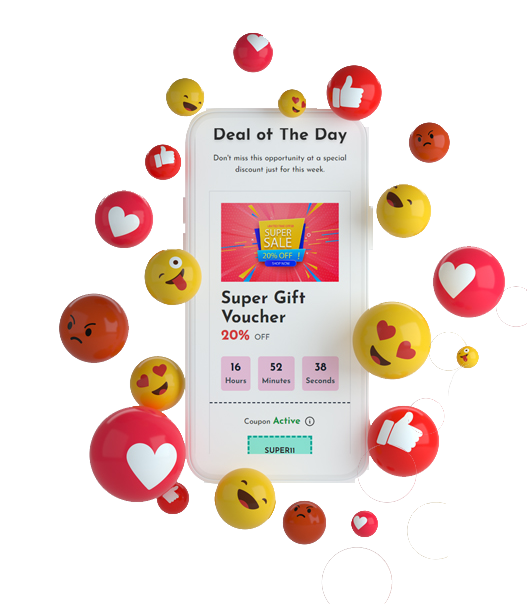 Deal of The Day
Don't miss this opportunity at a special
discount just for this week.
SUPER
SALE
20% OFF !
SHOP NOW
Super Gift
Voucher
20% OFF
16 52 38
Hours Minutes Seconds
Coupon Active
SUPER11